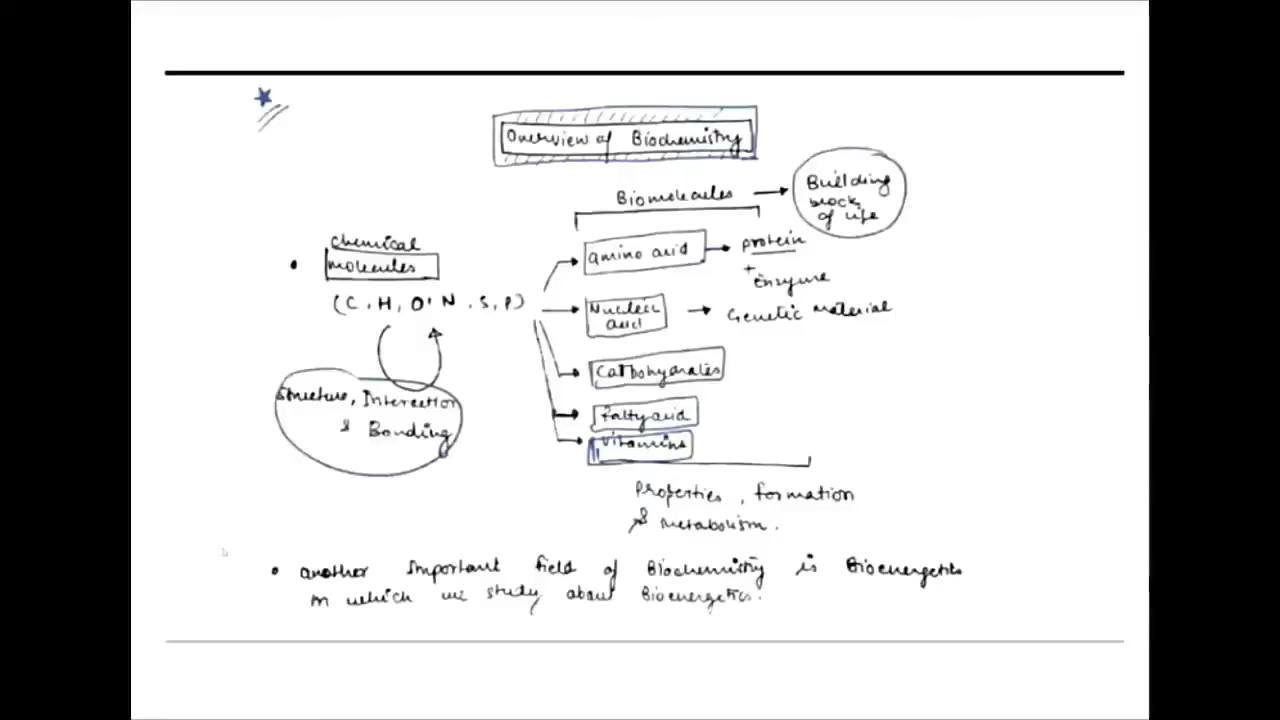 Overview of Biochemistry
Biomolecules → Building
blocks
of life
chemical
• molecules
(C, H, O, N, S, P)
Structure, Interaction
& Bonding
amino acid → protein
+ Enzyme
Nucleic
acid → Genetic material
Carbohydrates
fatty acid
Vitamins
Properties, formation
& metabolism.
• another important field of Biochemistry is Bioenergetics
in which we study about Bioenergetics.